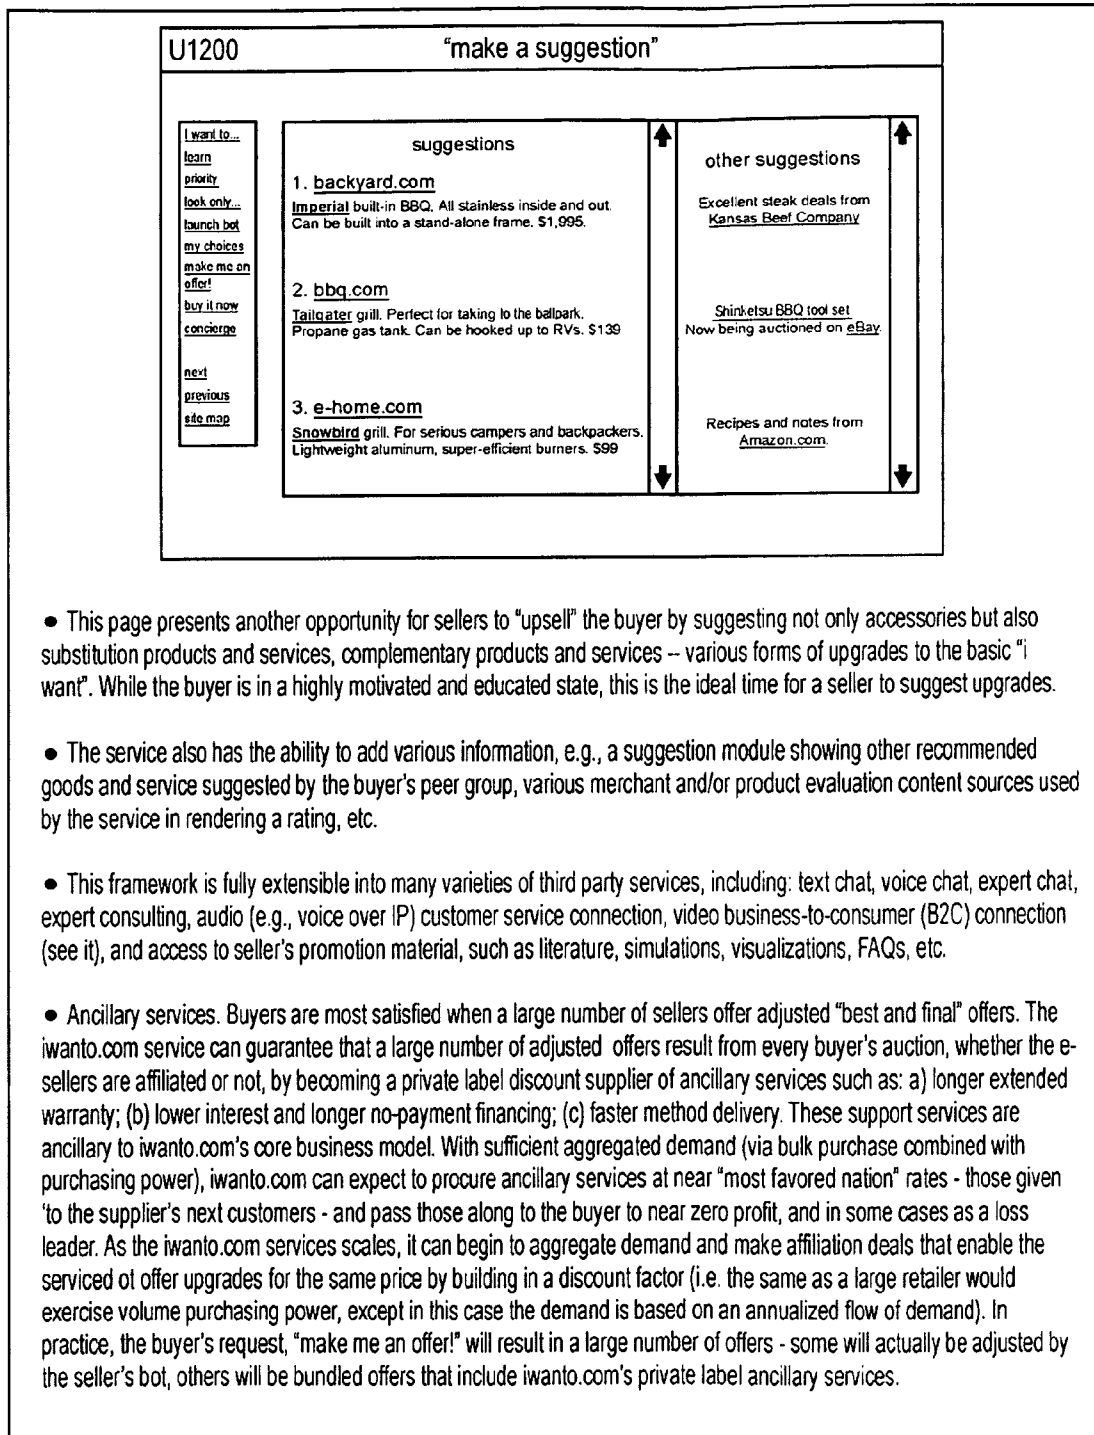 U1200 "make a suggestion"
I want to...
learn
priority
look only...
launch bot
my choices
make me an
offer!
buy it now
concierge
next
previous
site map
suggestions
1. backyard.com
Imperial built-in BBQ. All stainless inside and out.
Can be built into a stand-alone frame. $1,995.
2. bbq.com
Tailgater grill. Perfect for taking to the ballpark.
Propane gas tank. Can be hooked up to RVs. $139
3. e-home.com
Snowbird grill. For serious campers and backpackers.
Lightweight aluminum, super-efficient burners. $99
other suggestions
Excellent steak deals from
Kansas Beef Company
Shinketsu BBQ tool set
Now being auctioned on eBay.
Recipes and notes from
Amazon.com.
● This page presents another opportunity for sellers to "upsell" the buyer by suggesting not only accessories but also
substitution products and services, complementary products and services -- various forms of upgrades to the basic "i
want". While the buyer is in a highly motivated and educated state, this is the ideal time for a seller to suggest upgrades.
● The service also has the ability to add various information, e.g., a suggestion module showing other recommended
goods and service suggested by the buyer's peer group, various merchant and/or product evaluation content sources used
by the service in rendering a rating, etc.
● This framework is fully extensible into many varieties of third party services, including: text chat, voice chat, expert chat,
expert consulting, audio (e.g., voice over IP) customer service connection, video business-to-consumer (B2C) connection
(see it), and access to seller's promotion material, such as literature, simulations, visualizations, FAQs, etc.
● Ancillary services. Buyers are most satisfied when a large number of sellers offer adjusted "best and final" offers. The
iwanto.com service can guarantee that a large number of adjusted offers result from every buyer's auction, whether the e-
sellers are affiliated or not, by becoming a private label discount supplier of ancillary services such as: a) longer extended
warranty; (b) lower interest and longer no-payment financing; (c) faster method delivery. These support services are
ancillary to iwanto.com's core business model. With sufficient aggregated demand (via bulk purchase combined with
purchasing power), iwanto.com can expect to procure ancillary services at near "most favored nation" rates - those given
'to the supplier's next customers - and pass those along to the buyer to near zero profit, and in some cases as a loss
leader. As the iwanto.com services scales, it can begin to aggregate demand and make affiliation deals that enable the
serviced ot offer upgrades for the same price by building in a discount factor (i.e. the same as a large retailer would
exercise volume purchasing power, except in this case the demand is based on an annualized flow of demand). In
practice, the buyer's request, "make me an offer!" will result in a large number of offers - some will actually be adjusted by
the seller's bot, others will be bundled offers that include iwanto.com's private label ancillary services.